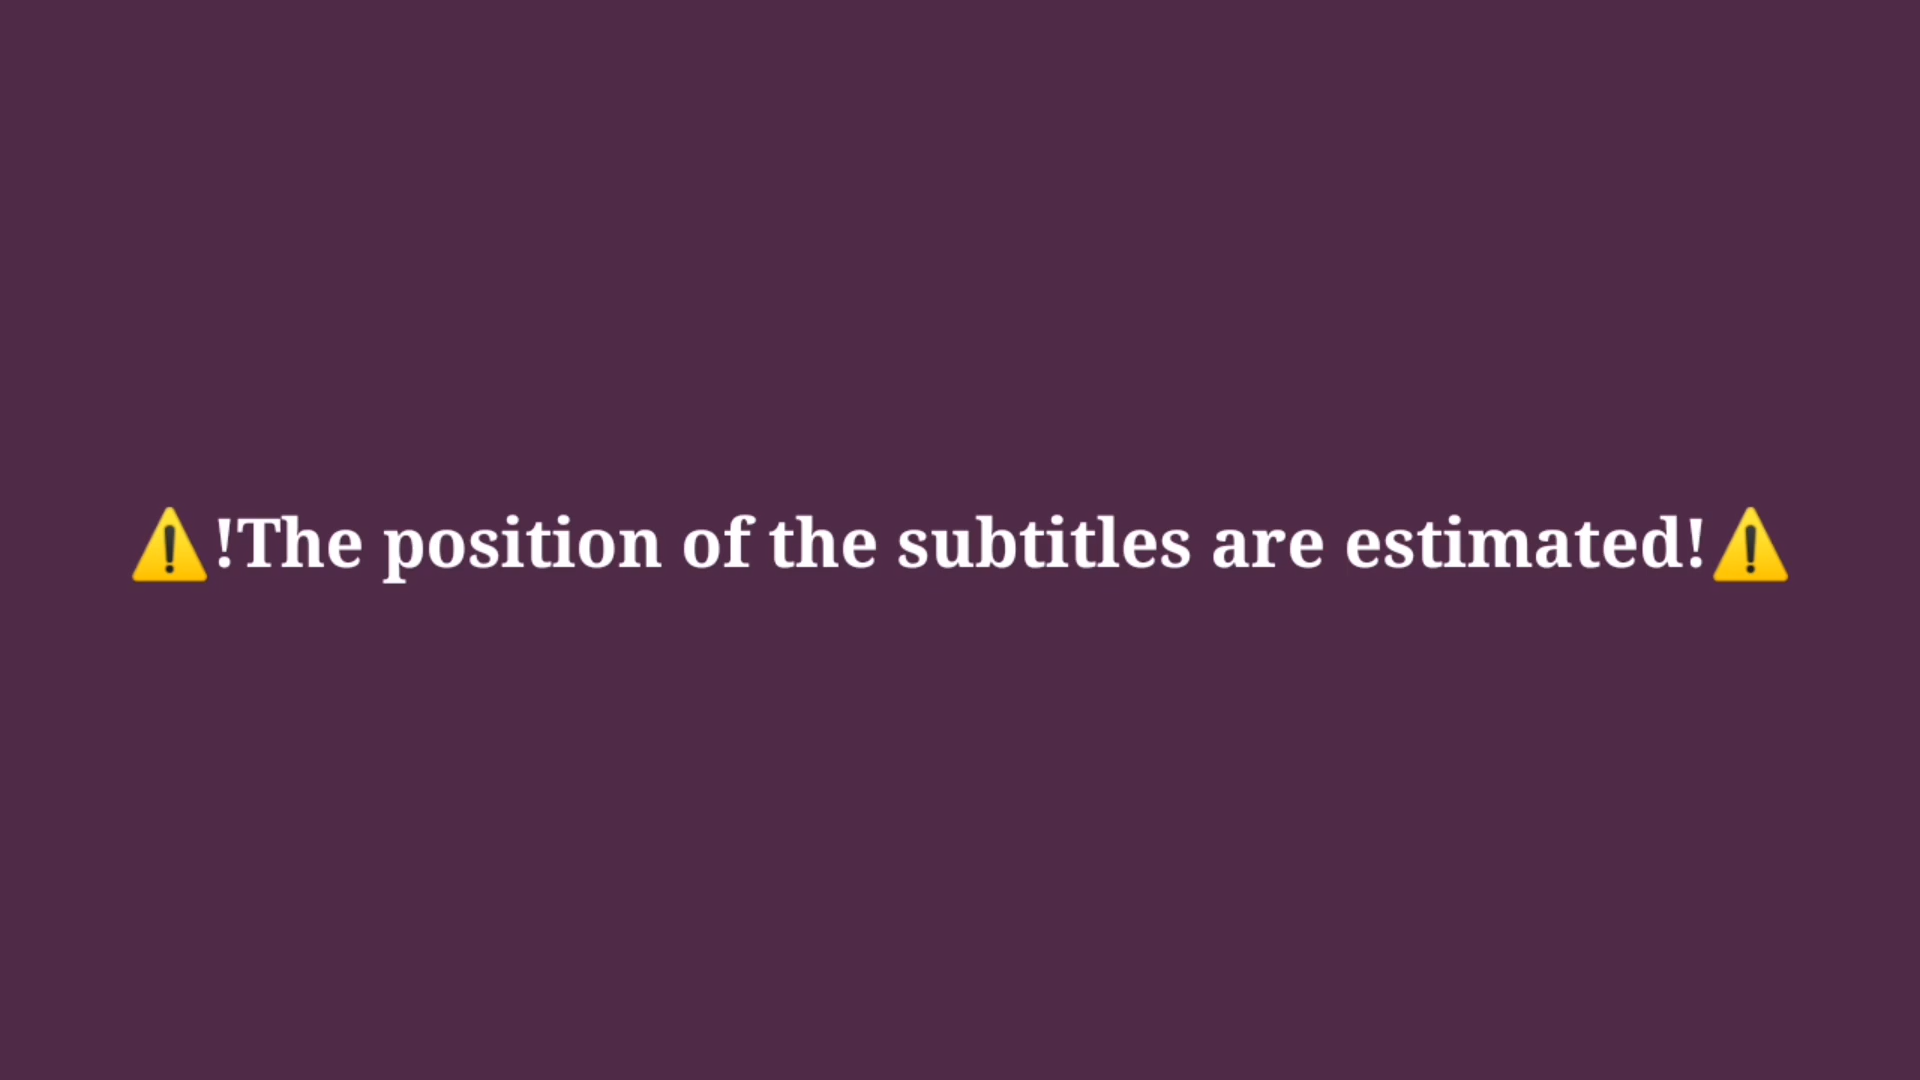 ⚠️!The position of the subtitles are estimated!⚠️